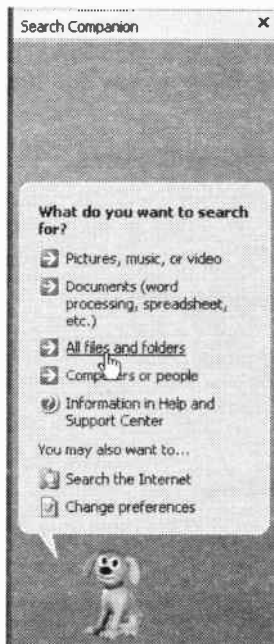 Search Companion
What do you want to search
for?
Pictures, music, or video
Documents (word
processing, spreadsheet,
etc.)
All files and folders
Computers or people
Information in Help and
Support Center
You may also want to...
Search the Internet
Change preferences